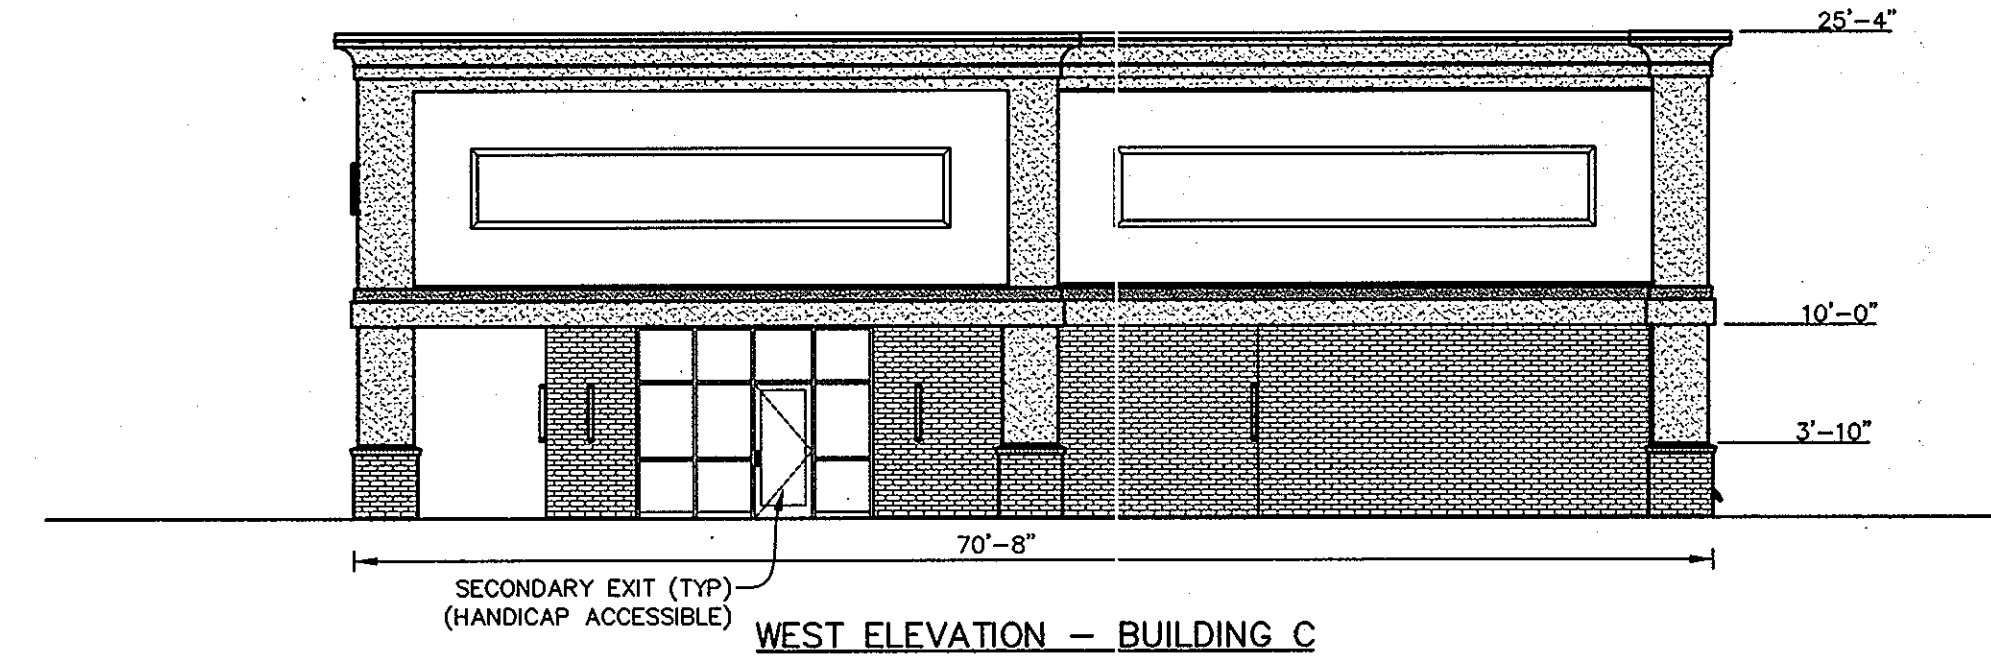 25'-4"
10'-0"
3'-10"
70'-8"
SECONDARY EXIT (TYP)
(HANDICAP ACCESSIBLE)
WEST ELEVATION - BUILDING C